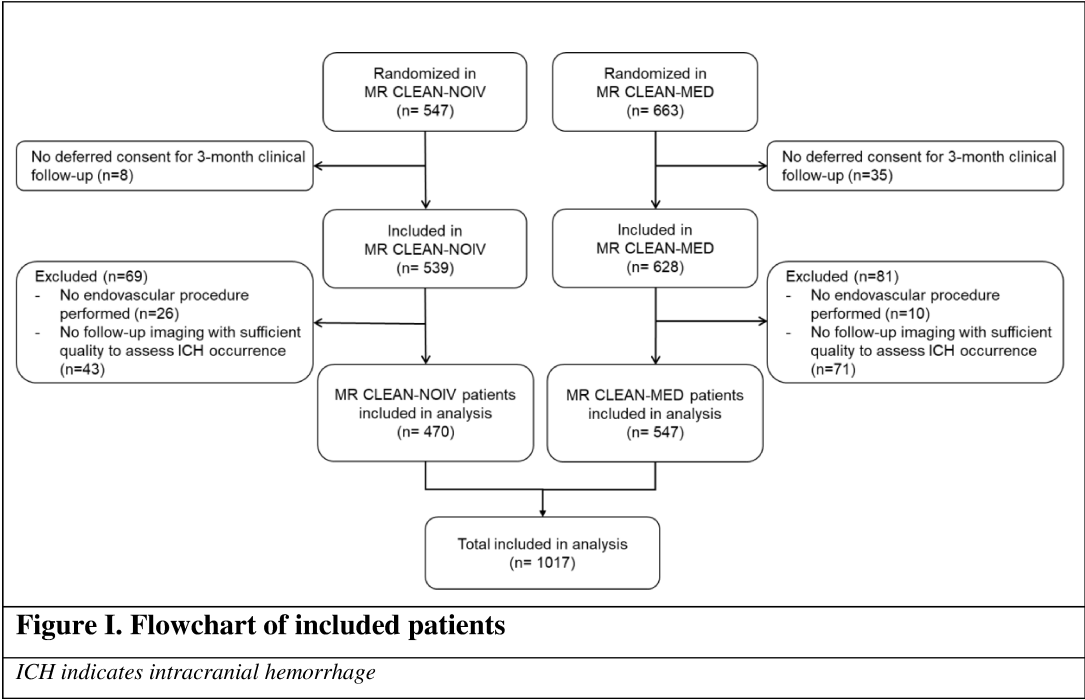 Randomized in
MR CLEAN-NOIV
(n= 547)
Randomized in
MR CLEAN-MED
(n= 663)
No deferred consent for 3-month clinical
follow-up (n=8)
No deferred consent for 3-month clinical
follow-up (n=35)
Included in
MR CLEAN-NOIV
(n= 539)
Included in
MR CLEAN-MED
(n= 628)
Excluded (n=69)
- No endovascular procedure
performed (n=26)
- No follow-up imaging with sufficient
quality to assess ICH occurrence
(n=43)
Excluded (n=81)
- No endovascular procedure
performed (n=10)
- No follow-up imaging with sufficient
quality to assess ICH occurrence
(n=71)
MR CLEAN-NOIV patients
included in analysis
(n= 470)
MR CLEAN-MED patients
included in analysis
(n= 547)
Total included in analysis
(n= 1017)
Figure I. Flowchart of included patients
ICH indicates intracranial hemorrhage